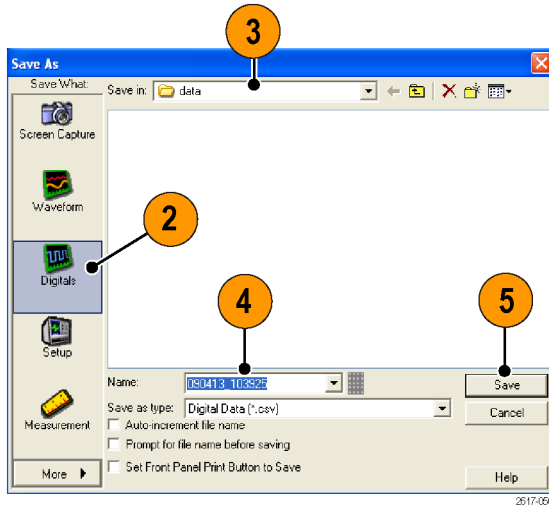 3
Save As
Save What:
Save in: data
Screen Capture
Waveform
2
Digitals
4
5
Setup
Name: 090413_103925
Save
Save as type: Digital Data (*.csv)
Cancel
Measurement
Auto-increment file name
Prompt for file name before saving
Set Front Panel Print Button to Save
More
Help